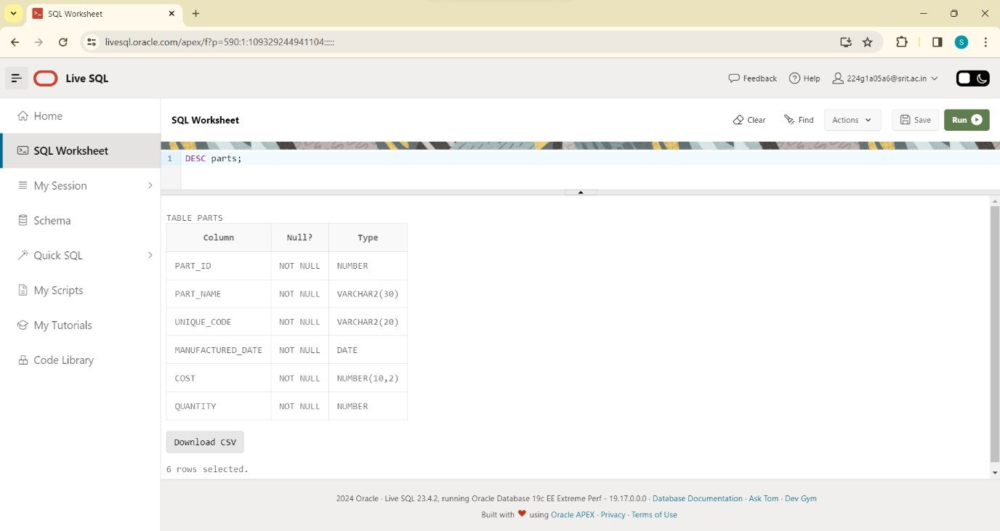 SQL Worksheet
livesql.oracle.com/apex/f?p=590:1:109329244941104:::::
S
Live SQL
Feedback
Help
224g1a05a6@srit.ac.in
Home
SQL Worksheet
My Session
Schema
Quick SQL
My Scripts
My Tutorials
Code Library
SQL Worksheet
Clear
Find
Actions
Save
Run
1 DESC parts;
TABLE PARTS
Column Null? Type
PART_ID NOT NULL NUMBER
PART_NAME NOT NULL VARCHAR2(30)
UNIQUE_CODE NOT NULL VARCHAR2(20)
MANUFACTURED_DATE NOT NULL DATE
COST NOT NULL NUMBER(10,2)
QUANTITY NOT NULL NUMBER
Download CSV
6 rows selected.
2024 Oracle · Live SQL 23.4.2, running Oracle Database 19c EE Extreme Perf - 19.17.0.0.0 · Database Documentation · Ask Tom · Dev Gym
Built with ❤ using Oracle APEX · Privacy · Terms of Use